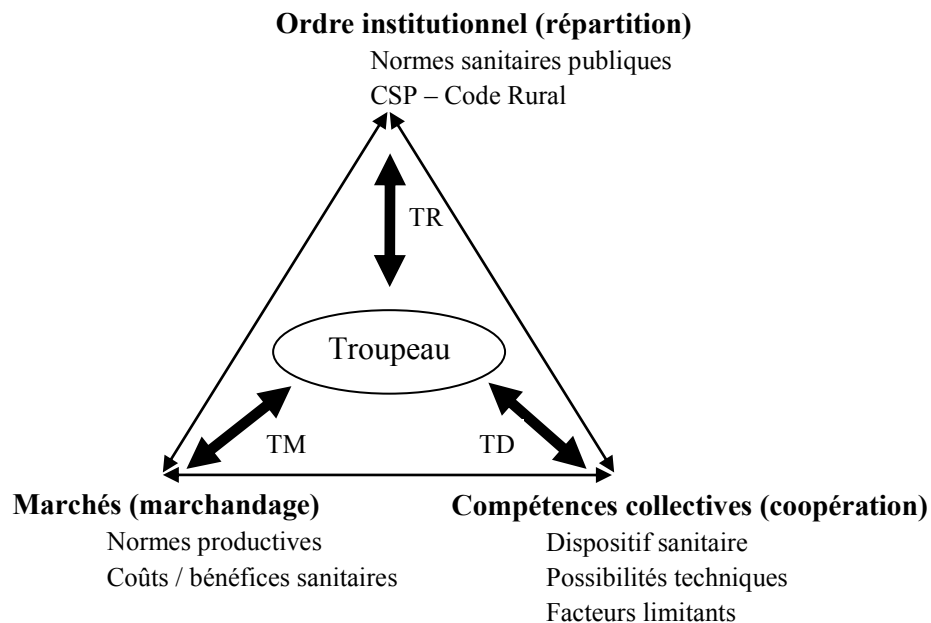 Ordre institutionnel (répartition)
Normes sanitaires publiques
CSP – Code Rural
TR
Troupeau
TM
TD
Marchés (marchandage)
Normes productives
Coûts / bénéfices sanitaires
Compétences collectives (coopération)
Dispositif sanitaire
Possibilités techniques
Facteurs limitants